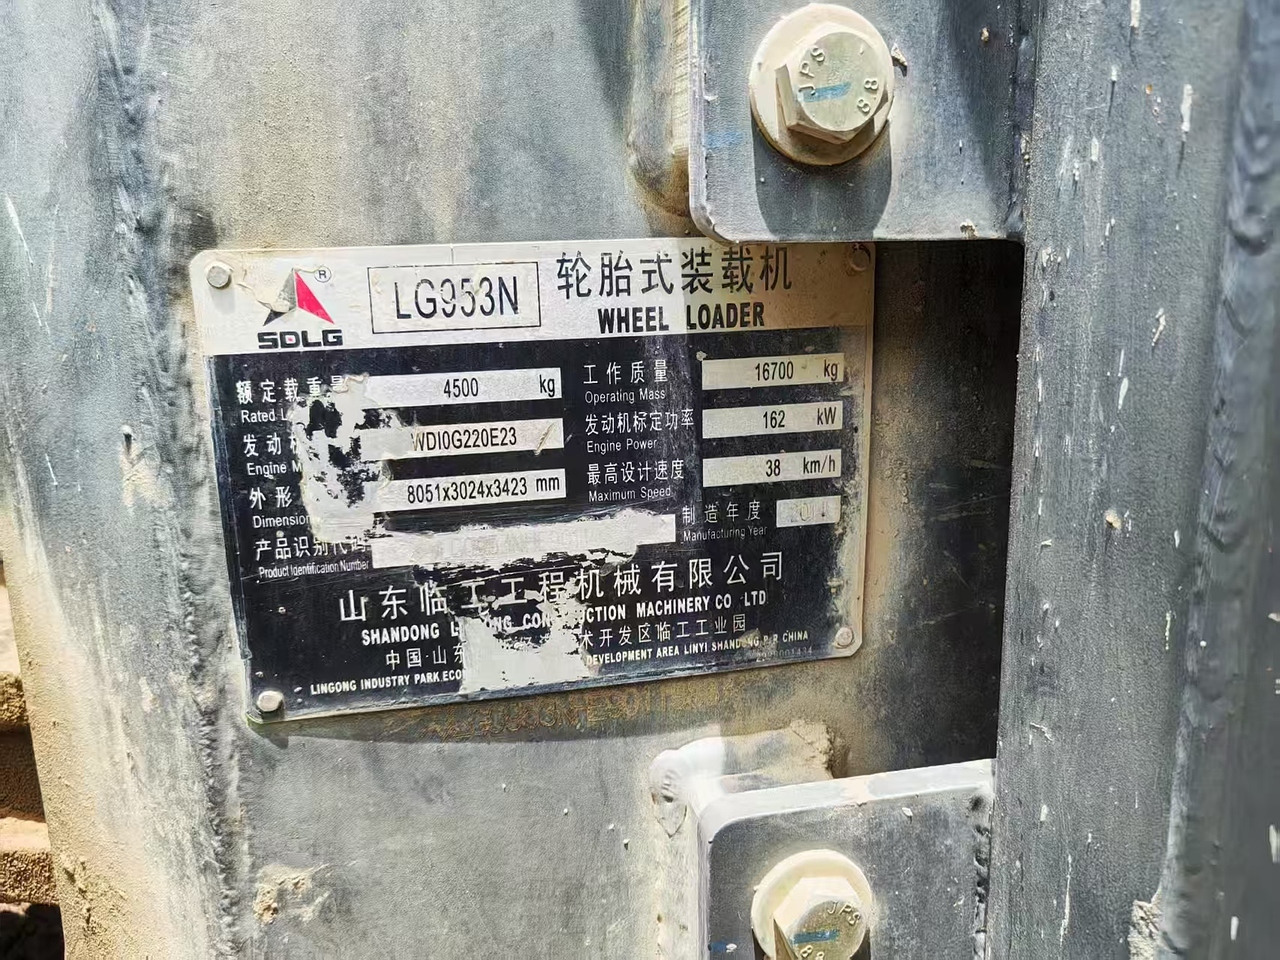 JPS
88
SDLG
®
LG953N
轮胎式装载机
WHEEL LOADER
额定载重量 4500 kg
Rated
工作质量 16700 kg
Operating Mass
发动 WD10G220E23
Engine
发动机标定功率 162 kW
Engine Power
外形 8051x3024x3423 mm
Dimension
最高设计速度 38 km/h
Maximum Speed
产品识别代码
Product Identification Number
制造年度
Manufacturing Year
山东临工工程机械有限公司
SHANDONG MACHINERY CO LTD
中国·山东 术开发区临工工业园
LINGONG INDUSTRY PARK DEVELOPMENT AREA LINYI SHANDONG P.R CHINA
JPS
88